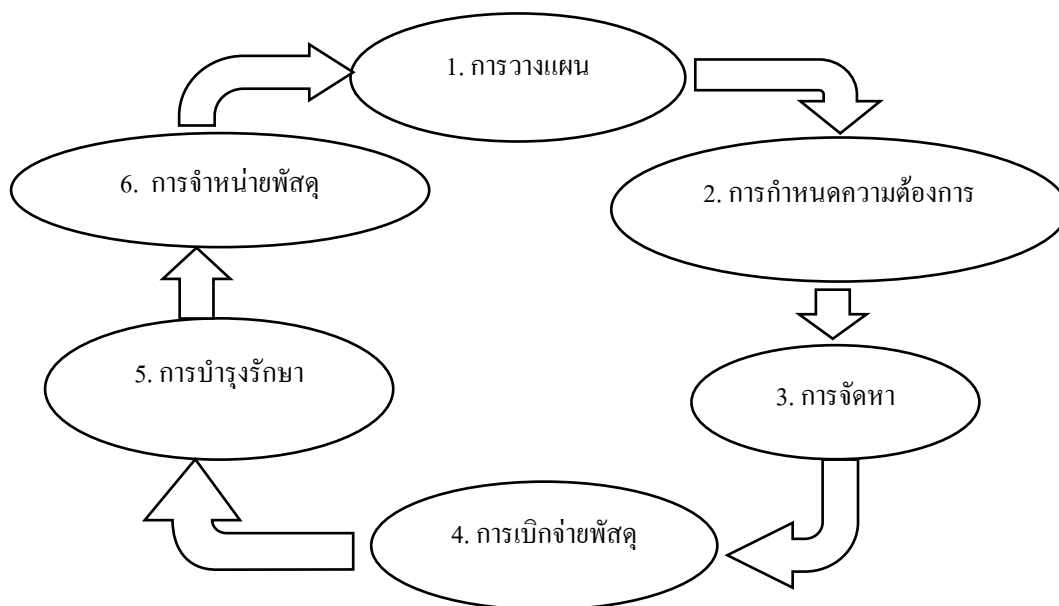 1. การวางแผน
2. การกำหนดความต้องการ
3. การจัดหา
4. การเบิกจ่ายพัสดุ
5. การบำรุงรักษา
6. การจำหน่ายพัสดุ